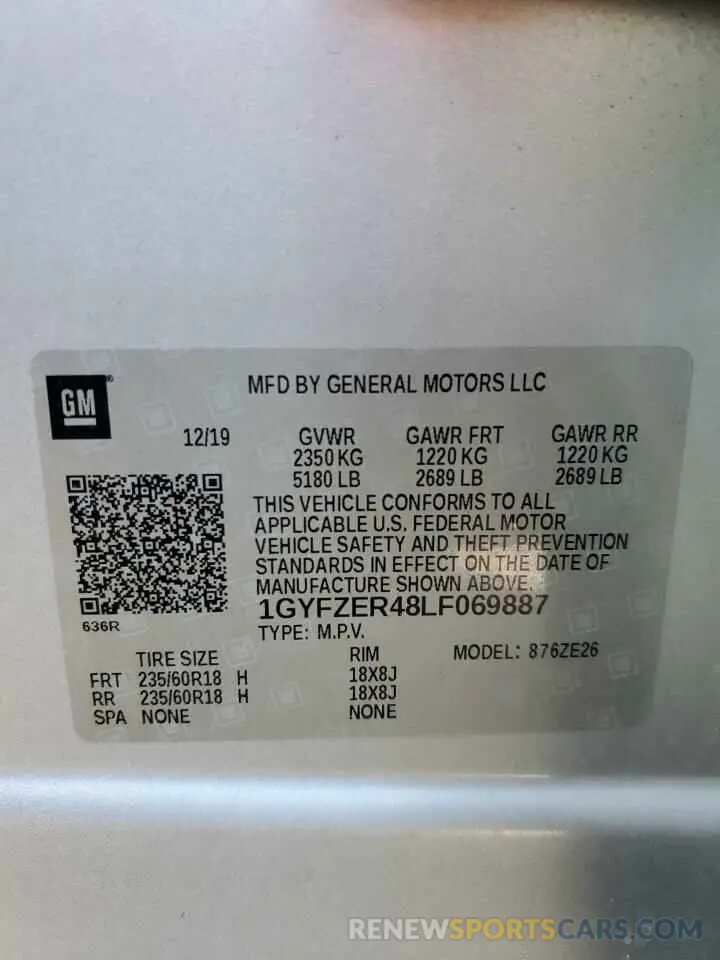 GM ®
MFD BY GENERAL MOTORS LLC
12/19 GVWR GAWR FRT GAWR RR
2350 KG 1220 KG 1220 KG
5180 LB 2689 LB 2689 LB
THIS VEHICLE CONFORMS TO ALL
APPLICABLE U.S. FEDERAL MOTOR
VEHICLE SAFETY AND THEFT PREVENTION
STANDARDS IN EFFECT ON THE DATE OF
MANUFACTURE SHOWN ABOVE.
1GYFZER48LF069887
636R
TYPE: M.P.V.
TIRE SIZE RIM MODEL: 876ZE26
FRT 235/60R18 H 18X8J
RR 235/60R18 H 18X8J
SPA NONE NONE
RENEWSPORTSCARS.COM